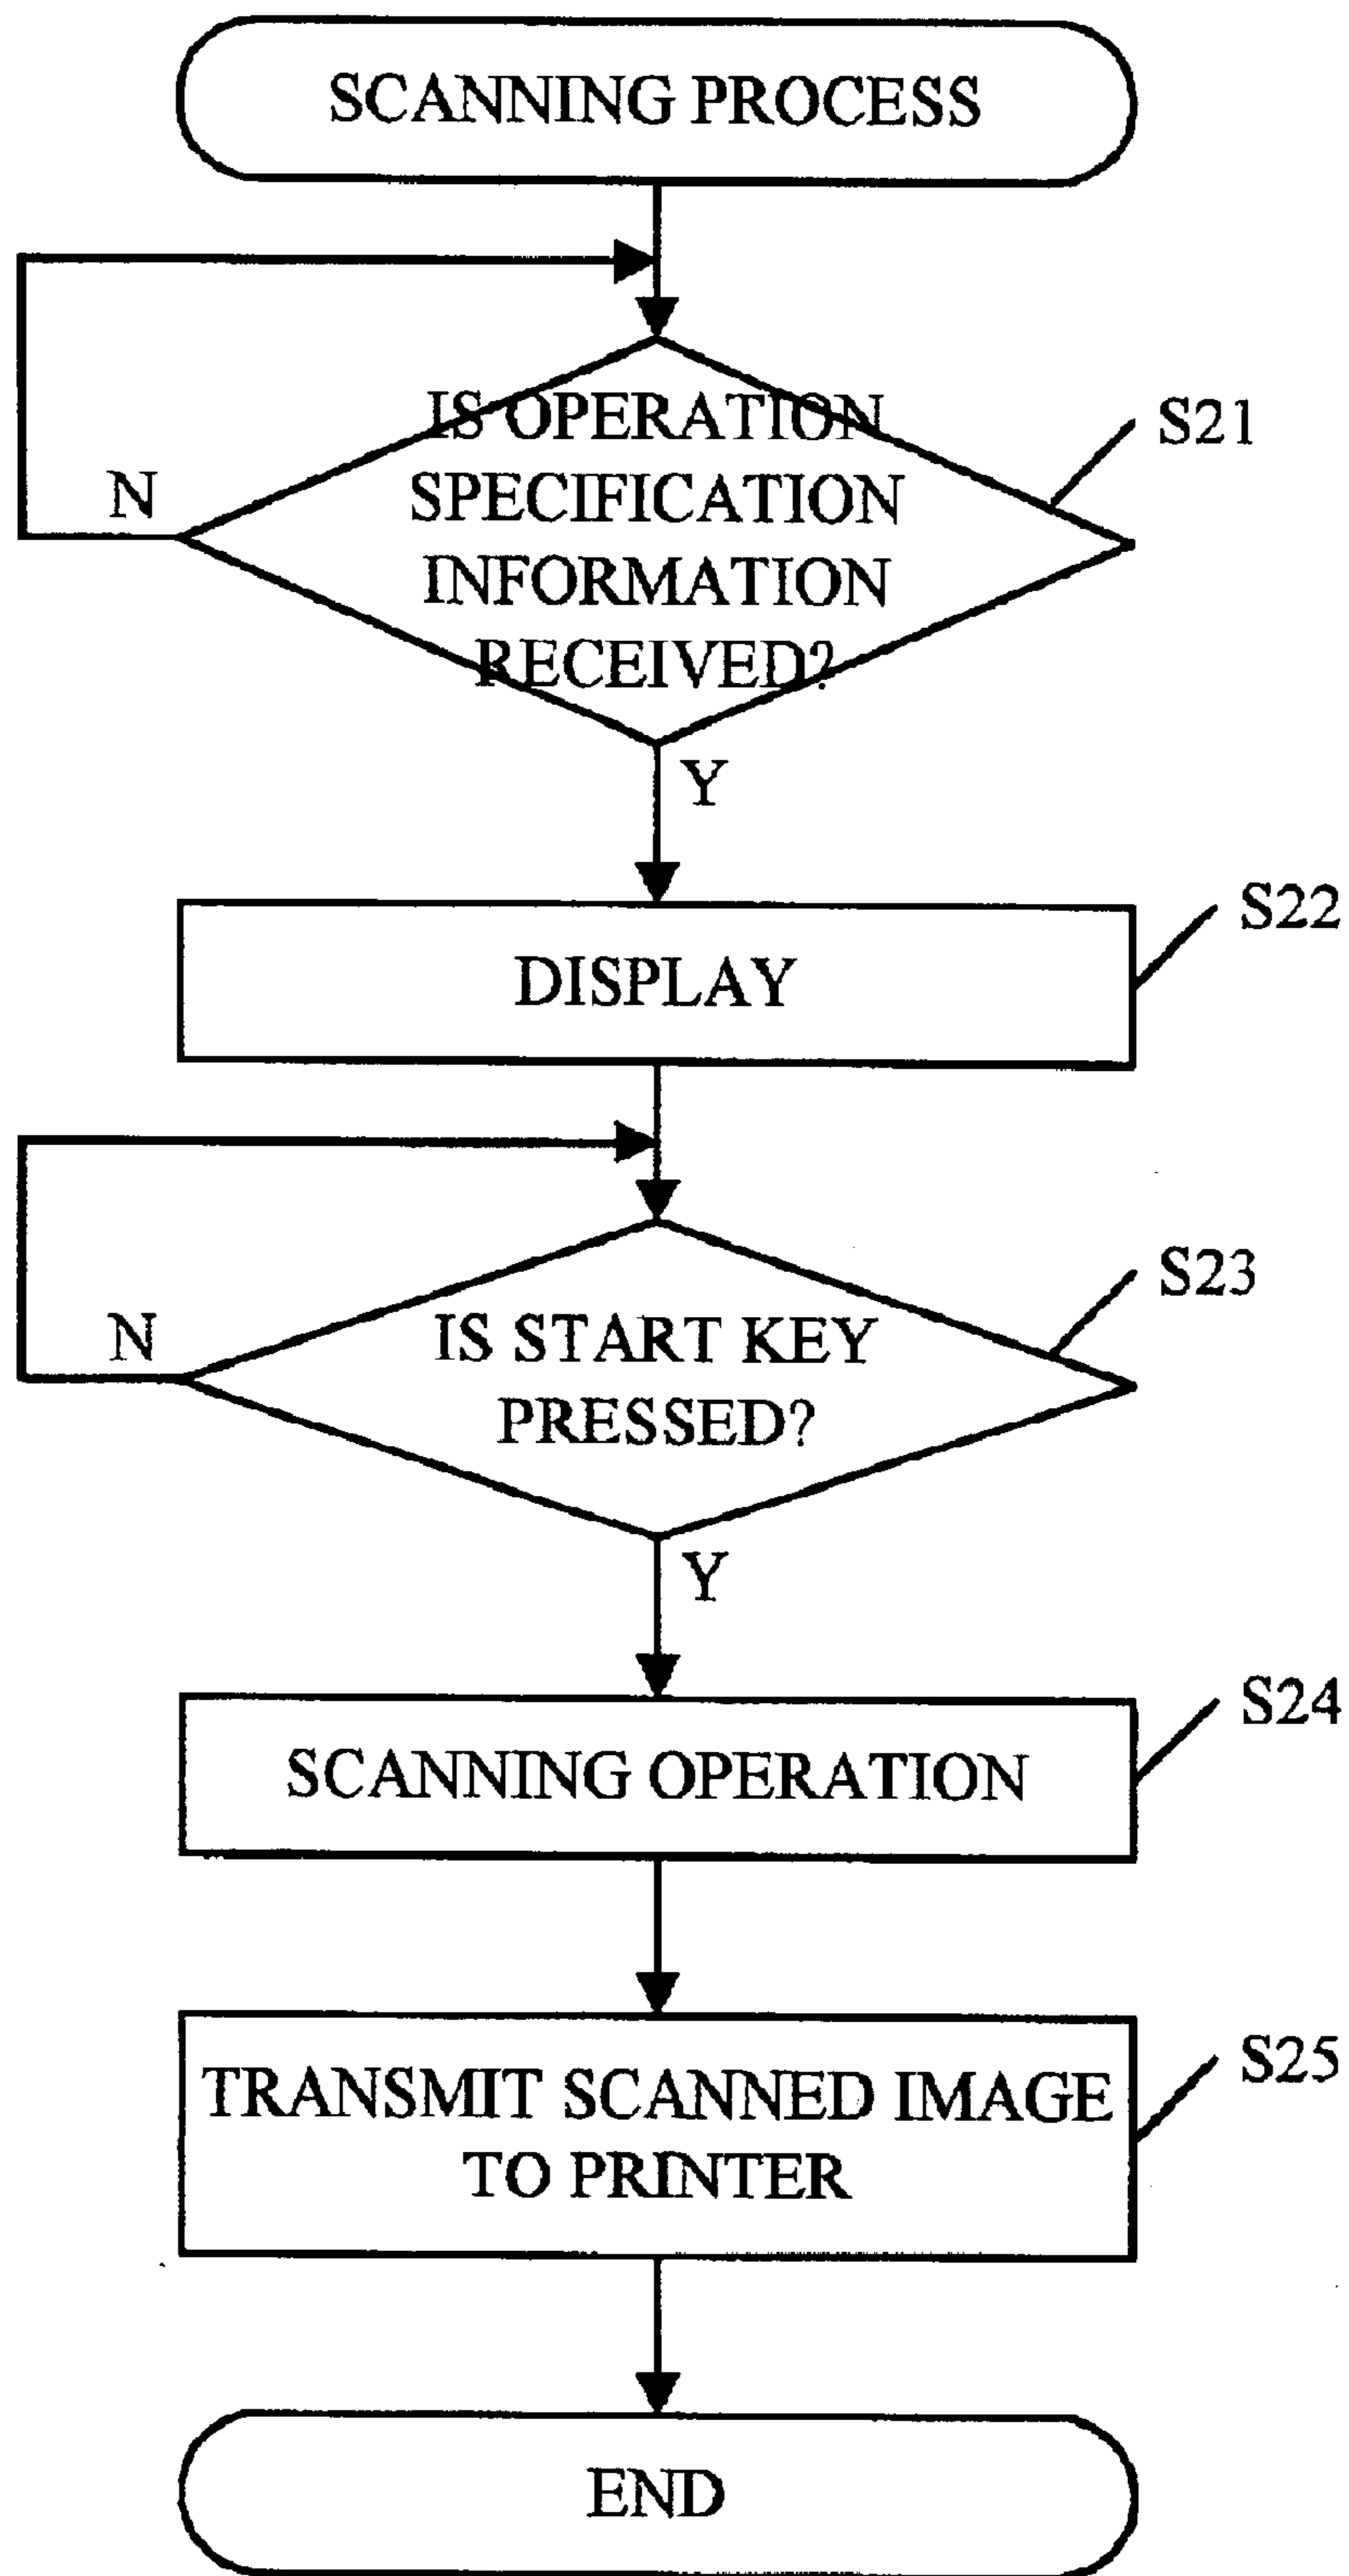 SCANNING PROCESS
IS OPERATION
SPECIFICATION
INFORMATION
RECEIVED?
S21
N
Y
DISPLAY
S22
IS START KEY
PRESSED?
S23
N
Y
SCANNING OPERATION
S24
TRANSMIT SCANNED IMAGE
TO PRINTER
S25
END